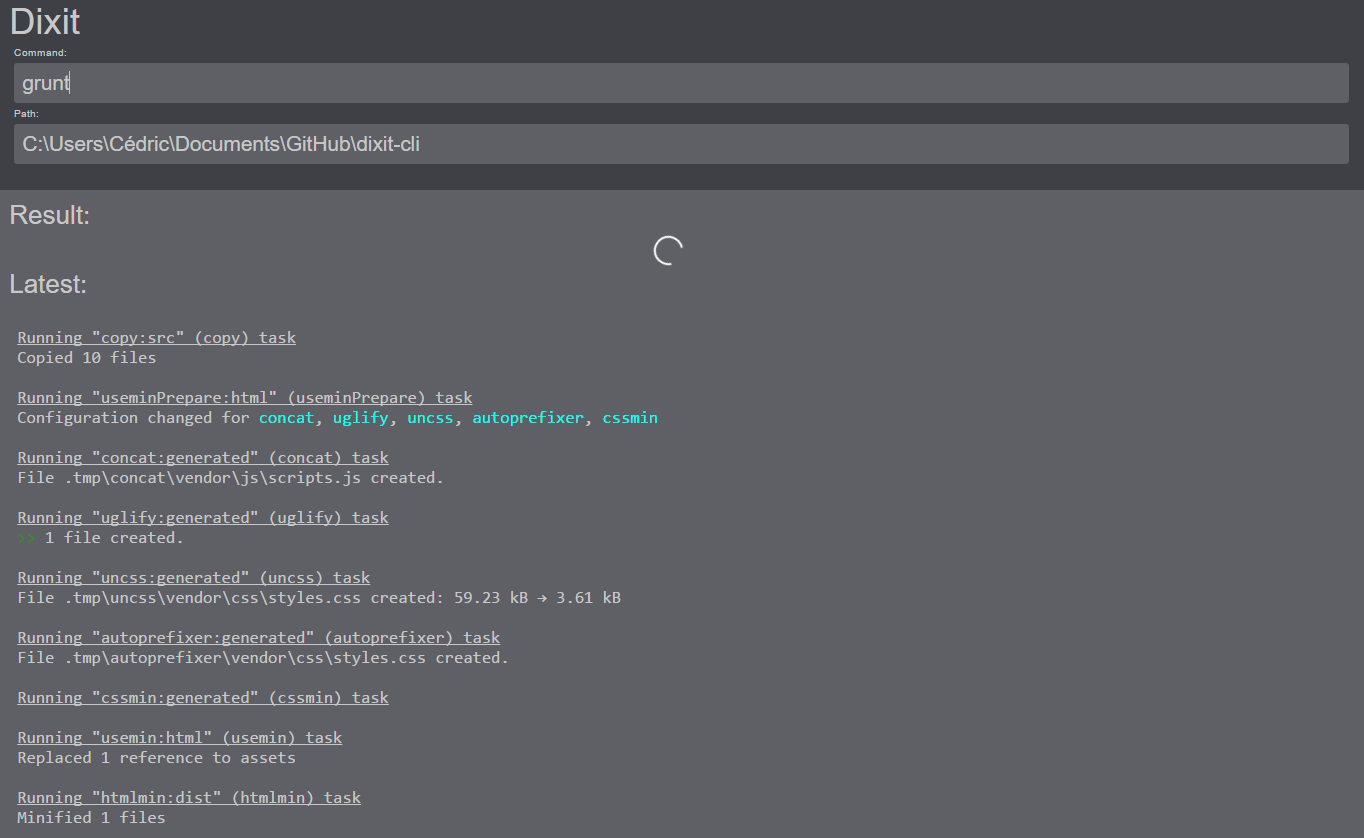 Dixit
Command:
grunt
Path:
C:\Users\Cédric\Documents\GitHub\dixit-cli
Result:
Latest:
Running "copy:src" (copy) task
Copied 10 files
Running "useminPrepare:html" (useminPrepare) task
Configuration changed for concat, uglify, uncss, autoprefixer, cssmin
Running "concat:generated" (concat) task
File .tmp\concat\vendor\js\scripts.js created.
Running "uglify:generated" (uglify) task
>> 1 file created.
Running "uncss:generated" (uncss) task
File .tmp\uncss\vendor\css\styles.css created: 59.23 kB → 3.61 kB
Running "autoprefixer:generated" (autoprefixer) task
File .tmp\autoprefixer\vendor\css\styles.css created.
Running "cssmin:generated" (cssmin) task
Running "usemin:html" (usemin) task
Replaced 1 reference to assets
Running "htmlmin:dist" (htmlmin) task
Minified 1 files